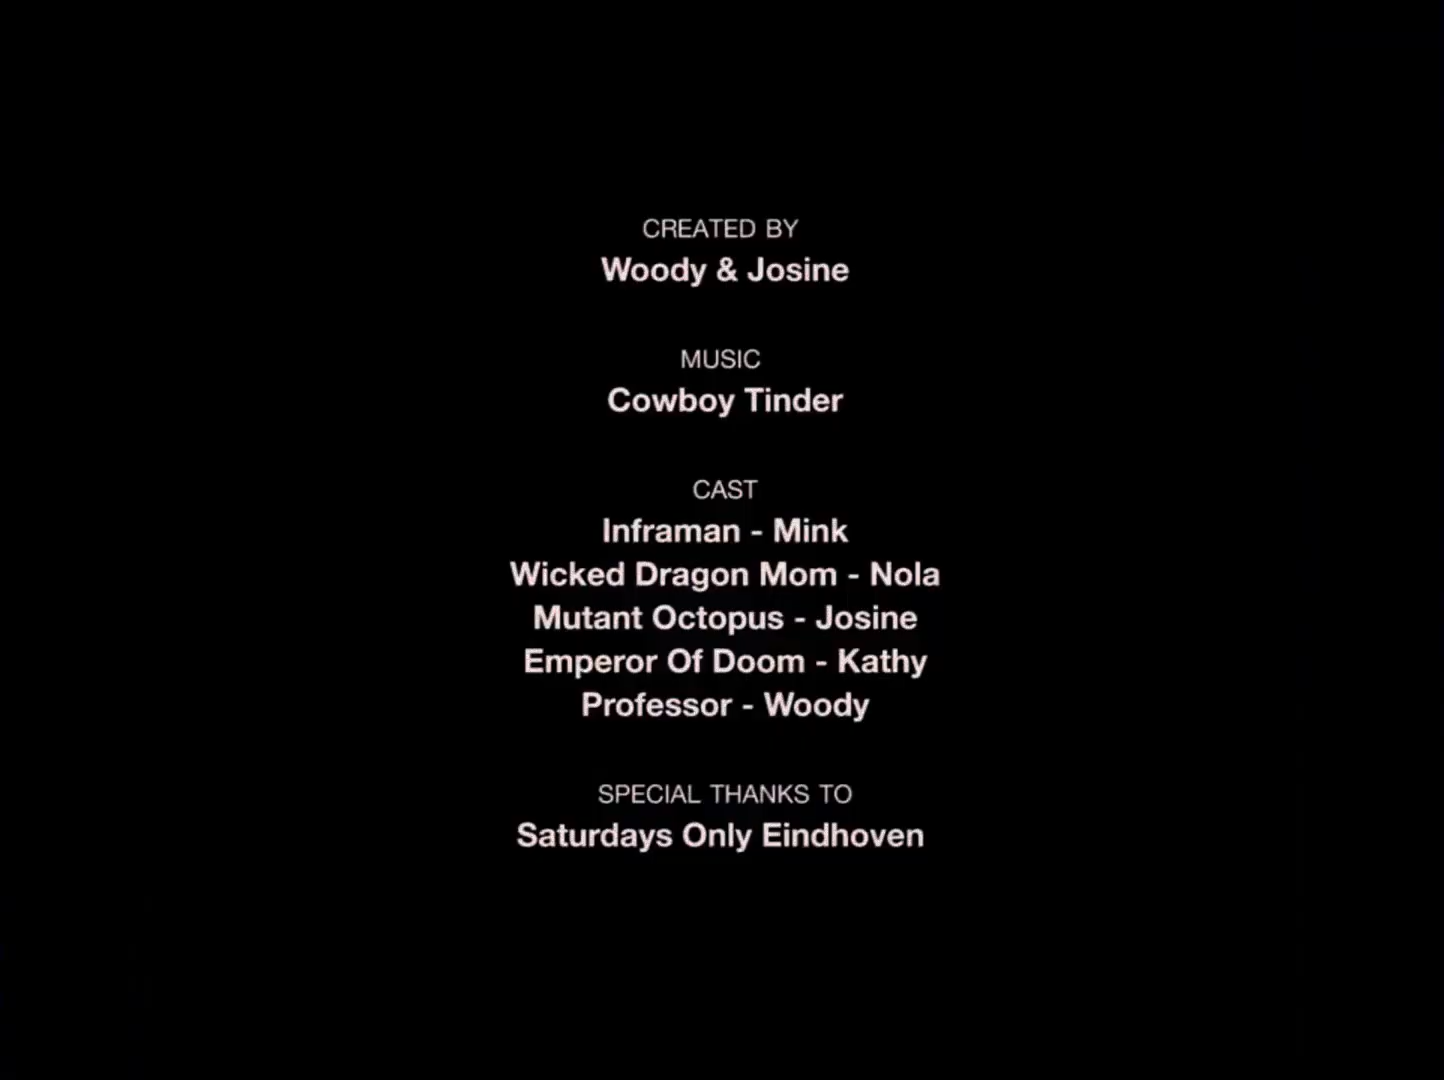 CREATED BY
Woody & Josine
MUSIC
Cowboy Tinder
CAST
Inframan - Mink
Wicked Dragon Mom - Nola
Mutant Octopus - Josine
Emperor Of Doom - Kathy
Professor - Woody
SPECIAL THANKS TO
Saturdays Only Eindhoven